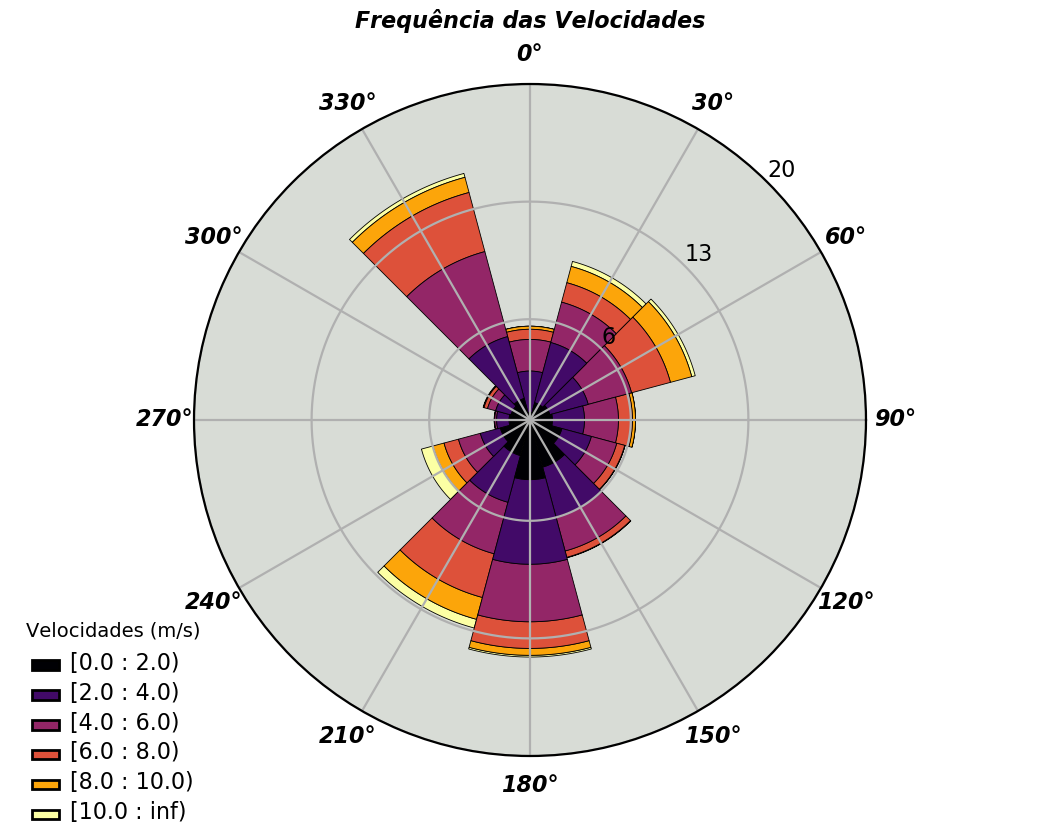 Frequência das Velocidades
0°
330°
30°
20
300°
60°
13
6
270°
90°
240°
120°
210°
150°
180°
Velocidades (m/s)
[0.0 : 2.0)
[2.0 : 4.0)
[4.0 : 6.0)
[6.0 : 8.0)
[8.0 : 10.0)
[10.0 : inf)